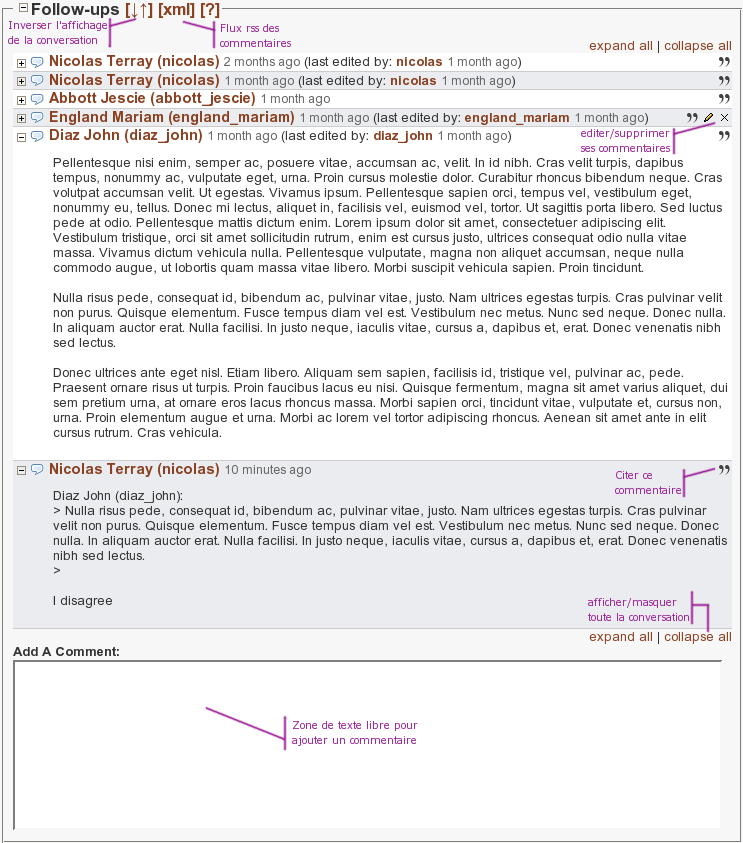 Follow-ups [↓↑] [xml] [?]
Inverser l'affichage
de la conversation
Flux rss des
commentaires
expand all | collapse all
Nicolas Terray (nicolas) 2 months ago (last edited by: nicolas 1 month ago)
Nicolas Terray (nicolas) 1 month ago (last edited by: nicolas 1 month ago)
Abbott Jescie (abbott_jescie) 1 month ago
England Mariam (england_mariam) 1 month ago (last edited by: england_mariam 1 month ago)
Diaz John (diaz_john) 1 month ago (last edited by: diaz_john 1 month ago)
editer/supprimer
ses commentaires
Pellentesque nisi enim, semper ac, posuere vitae, accumsan ac, velit. In id nibh. Cras velit turpis, dapibus
tempus, nonummy ac, vulputate eget, urna. Proin cursus molestie dolor. Curabitur rhoncus bibendum neque. Cras
volutpat accumsan velit. Ut egestas. Vivamus ipsum. Pellentesque sapien orci, tempus vel, vestibulum eget,
nonummy eu, tellus. Donec mi lectus, aliquet in, facilisis vel, euismod vel, tortor. Ut sagittis porta libero. Sed luctus
pede at odio. Pellentesque mattis dictum enim. Lorem ipsum dolor sit amet, consectetuer adipiscing elit.
Vestibulum tristique, orci sit amet sollicitudin rutrum, enim est cursus justo, ultrices consequat odio nulla vitae
massa. Vivamus dictum vehicula nulla. Pellentesque vulputate, magna non aliquet accumsan, neque nulla
commodo augue, ut lobortis quam massa vitae libero. Morbi suscipit vehicula sapien. Proin tincidunt.
Nulla risus pede, consequat id, bibendum ac, pulvinar vitae, justo. Nam ultrices egestas turpis. Cras pulvinar velit
non purus. Quisque elementum. Fusce tempus diam vel est. Vestibulum nec metus. Nunc sed neque. Donec nulla.
In aliquam auctor erat. Nulla facilisi. In justo neque, iaculis vitae, cursus a, dapibus et, erat. Donec venenatis nibh
sed lectus.
Donec ultrices ante eget nisl. Etiam libero. Aliquam sem sapien, facilisis id, tristique vel, pulvinar ac, pede.
Praesent ornare risus ut turpis. Proin faucibus lacus eu nisi. Quisque fermentum, magna sit amet varius aliquet, dui
sem pretium urna, at ornare eros lacus rhoncus massa. Morbi sapien orci, tincidunt vitae, vulputate et, cursus non,
urna. Proin elementum augue et urna. Morbi ac lorem vel tortor adipiscing rhoncus. Aenean sit amet ante in elit
cursus rutrum. Cras vehicula.
Nicolas Terray (nicolas) 10 minutes ago
Citer ce
commentaire
Diaz John (diaz_john):
> Nulla risus pede, consequat id, bibendum ac, pulvinar vitae, justo. Nam ultrices egestas turpis. Cras pulvinar
velit non purus. Quisque elementum. Fusce tempus diam vel est. Vestibulum nec metus. Nunc sed neque. Donec
nulla. In aliquam auctor erat. Nulla facilisi. In justo neque, iaculis vitae, cursus a, dapibus et, erat. Donec venenatis
nibh sed lectus.
>
I disagree
afficher/masquer
toute la conversation
expand all | collapse all
Add A Comment:
Zone de texte libre pour
ajouter un commentaire